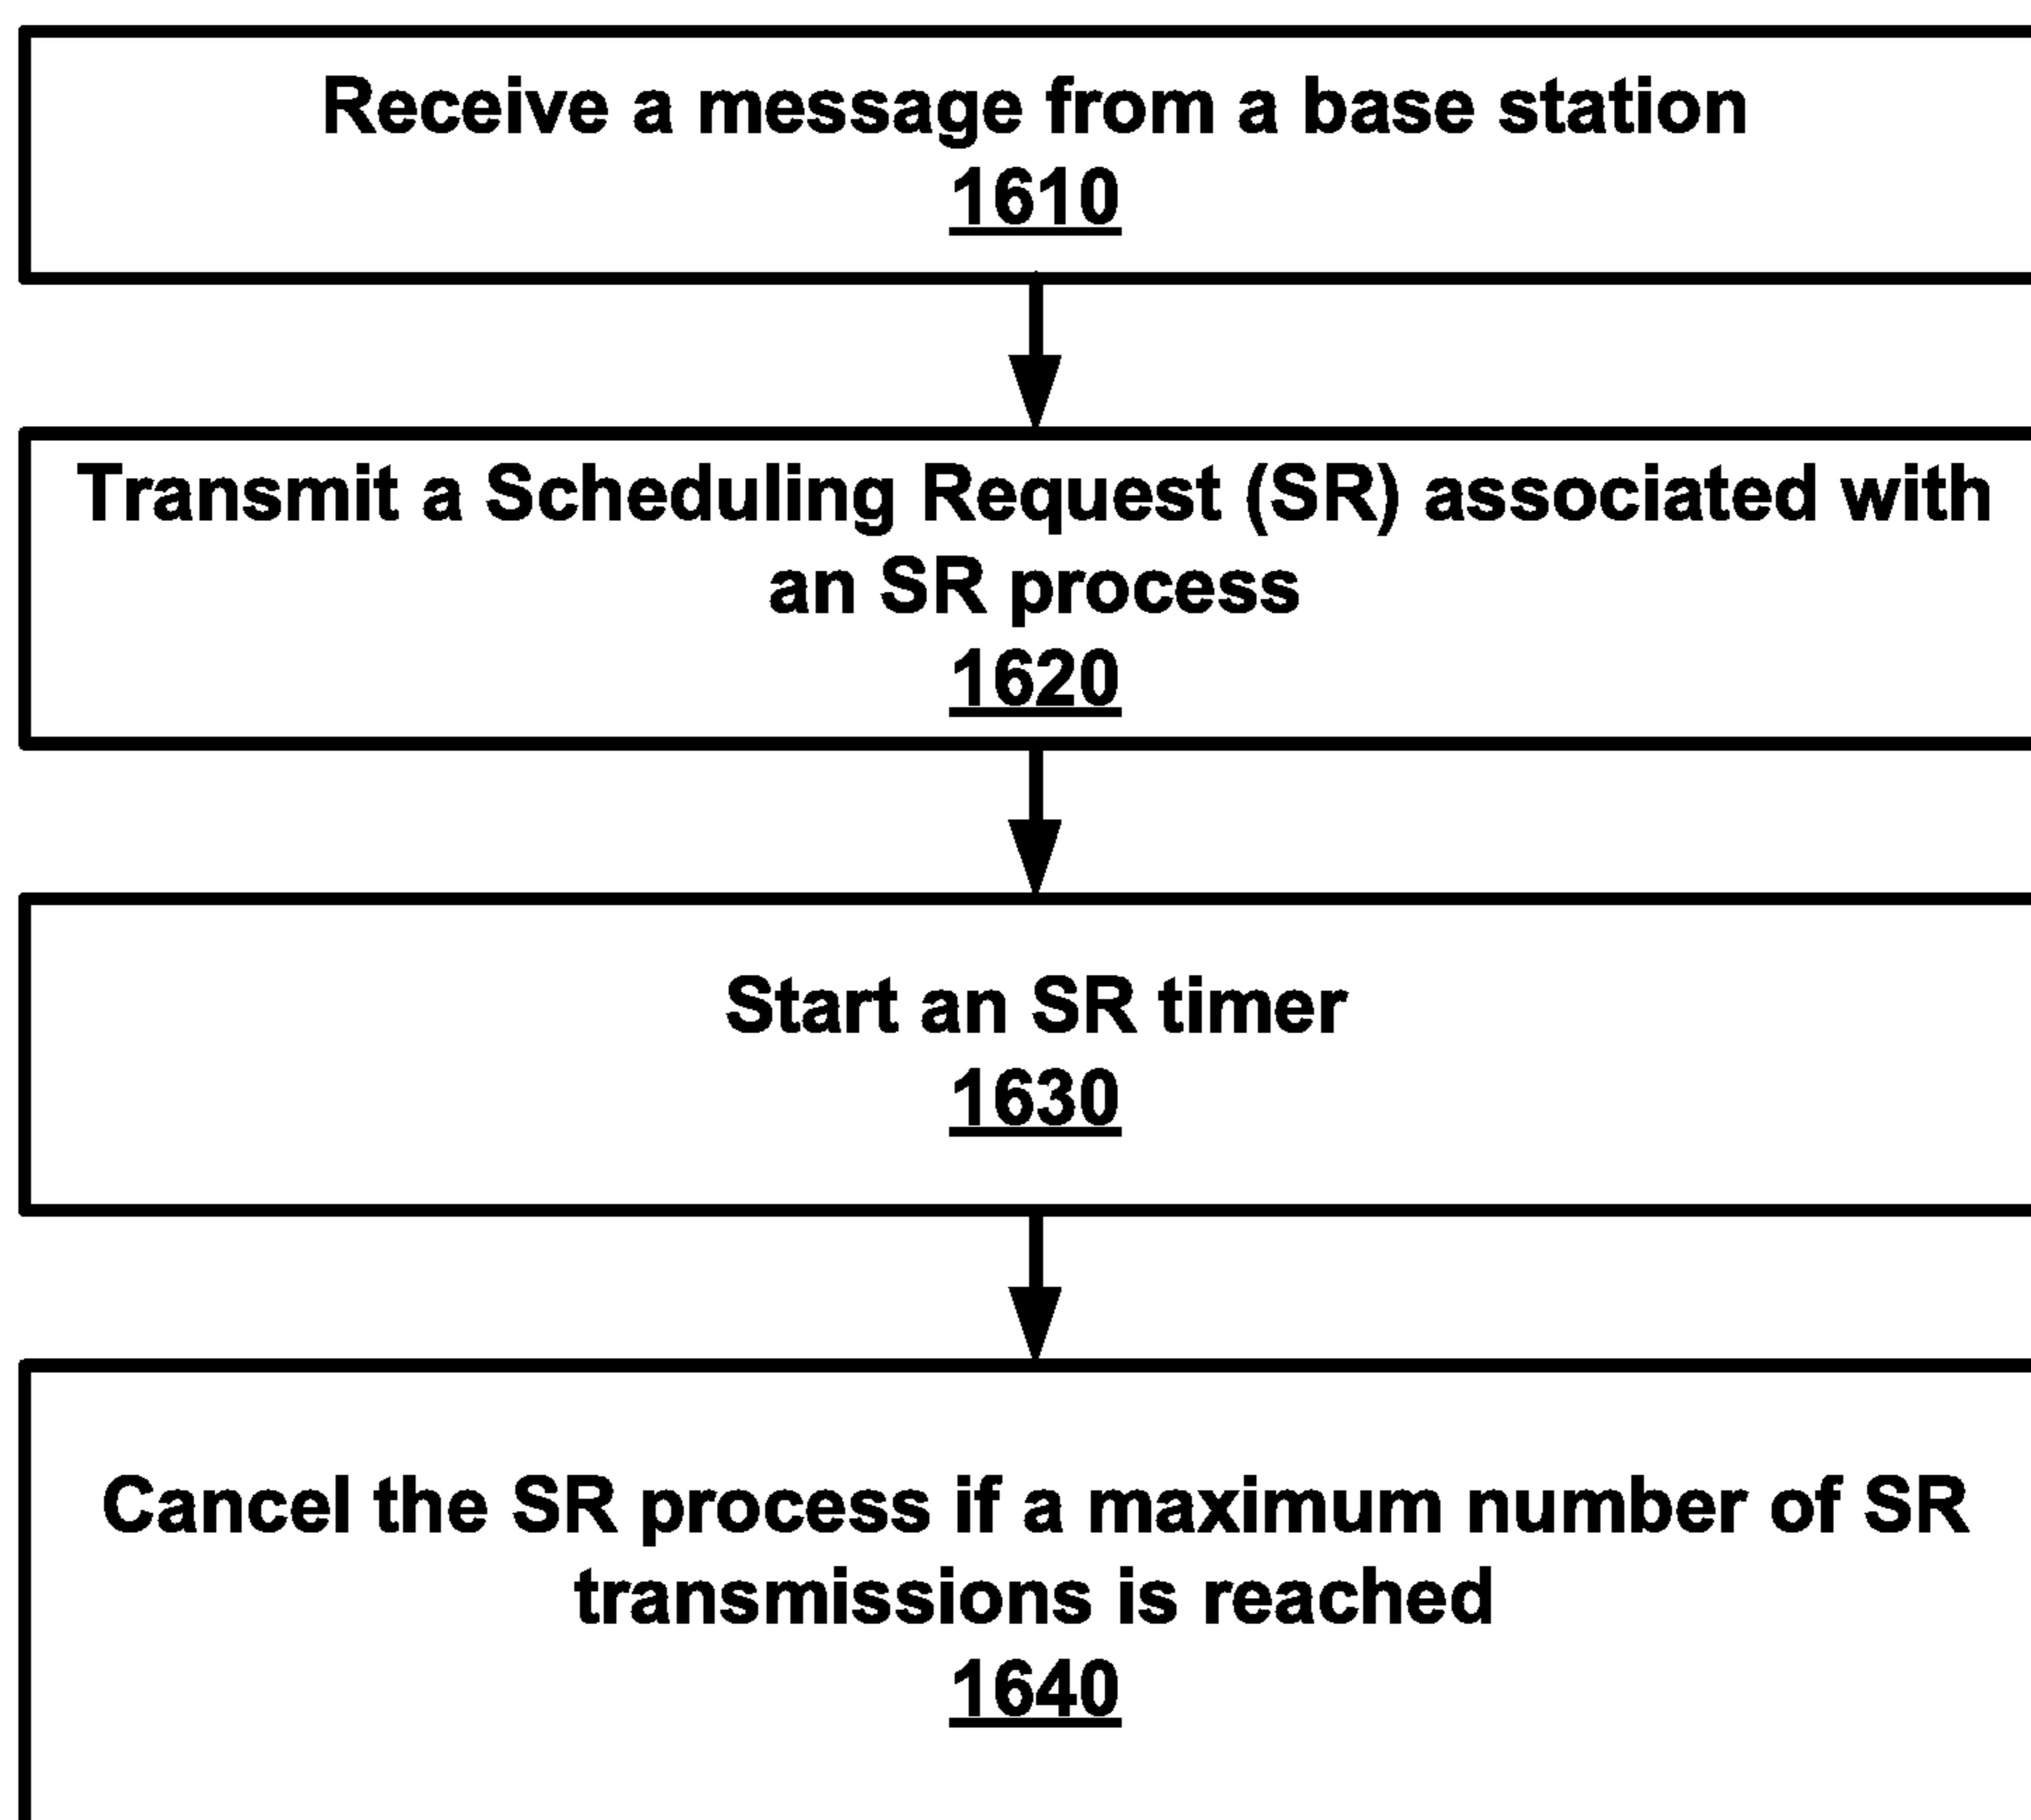 Receive a message from a base station
1610
Transmit a Scheduling Request (SR) associated with
an SR process
1620
Start an SR timer
1630
Cancel the SR process if a maximum number of SR
transmissions is reached
1640